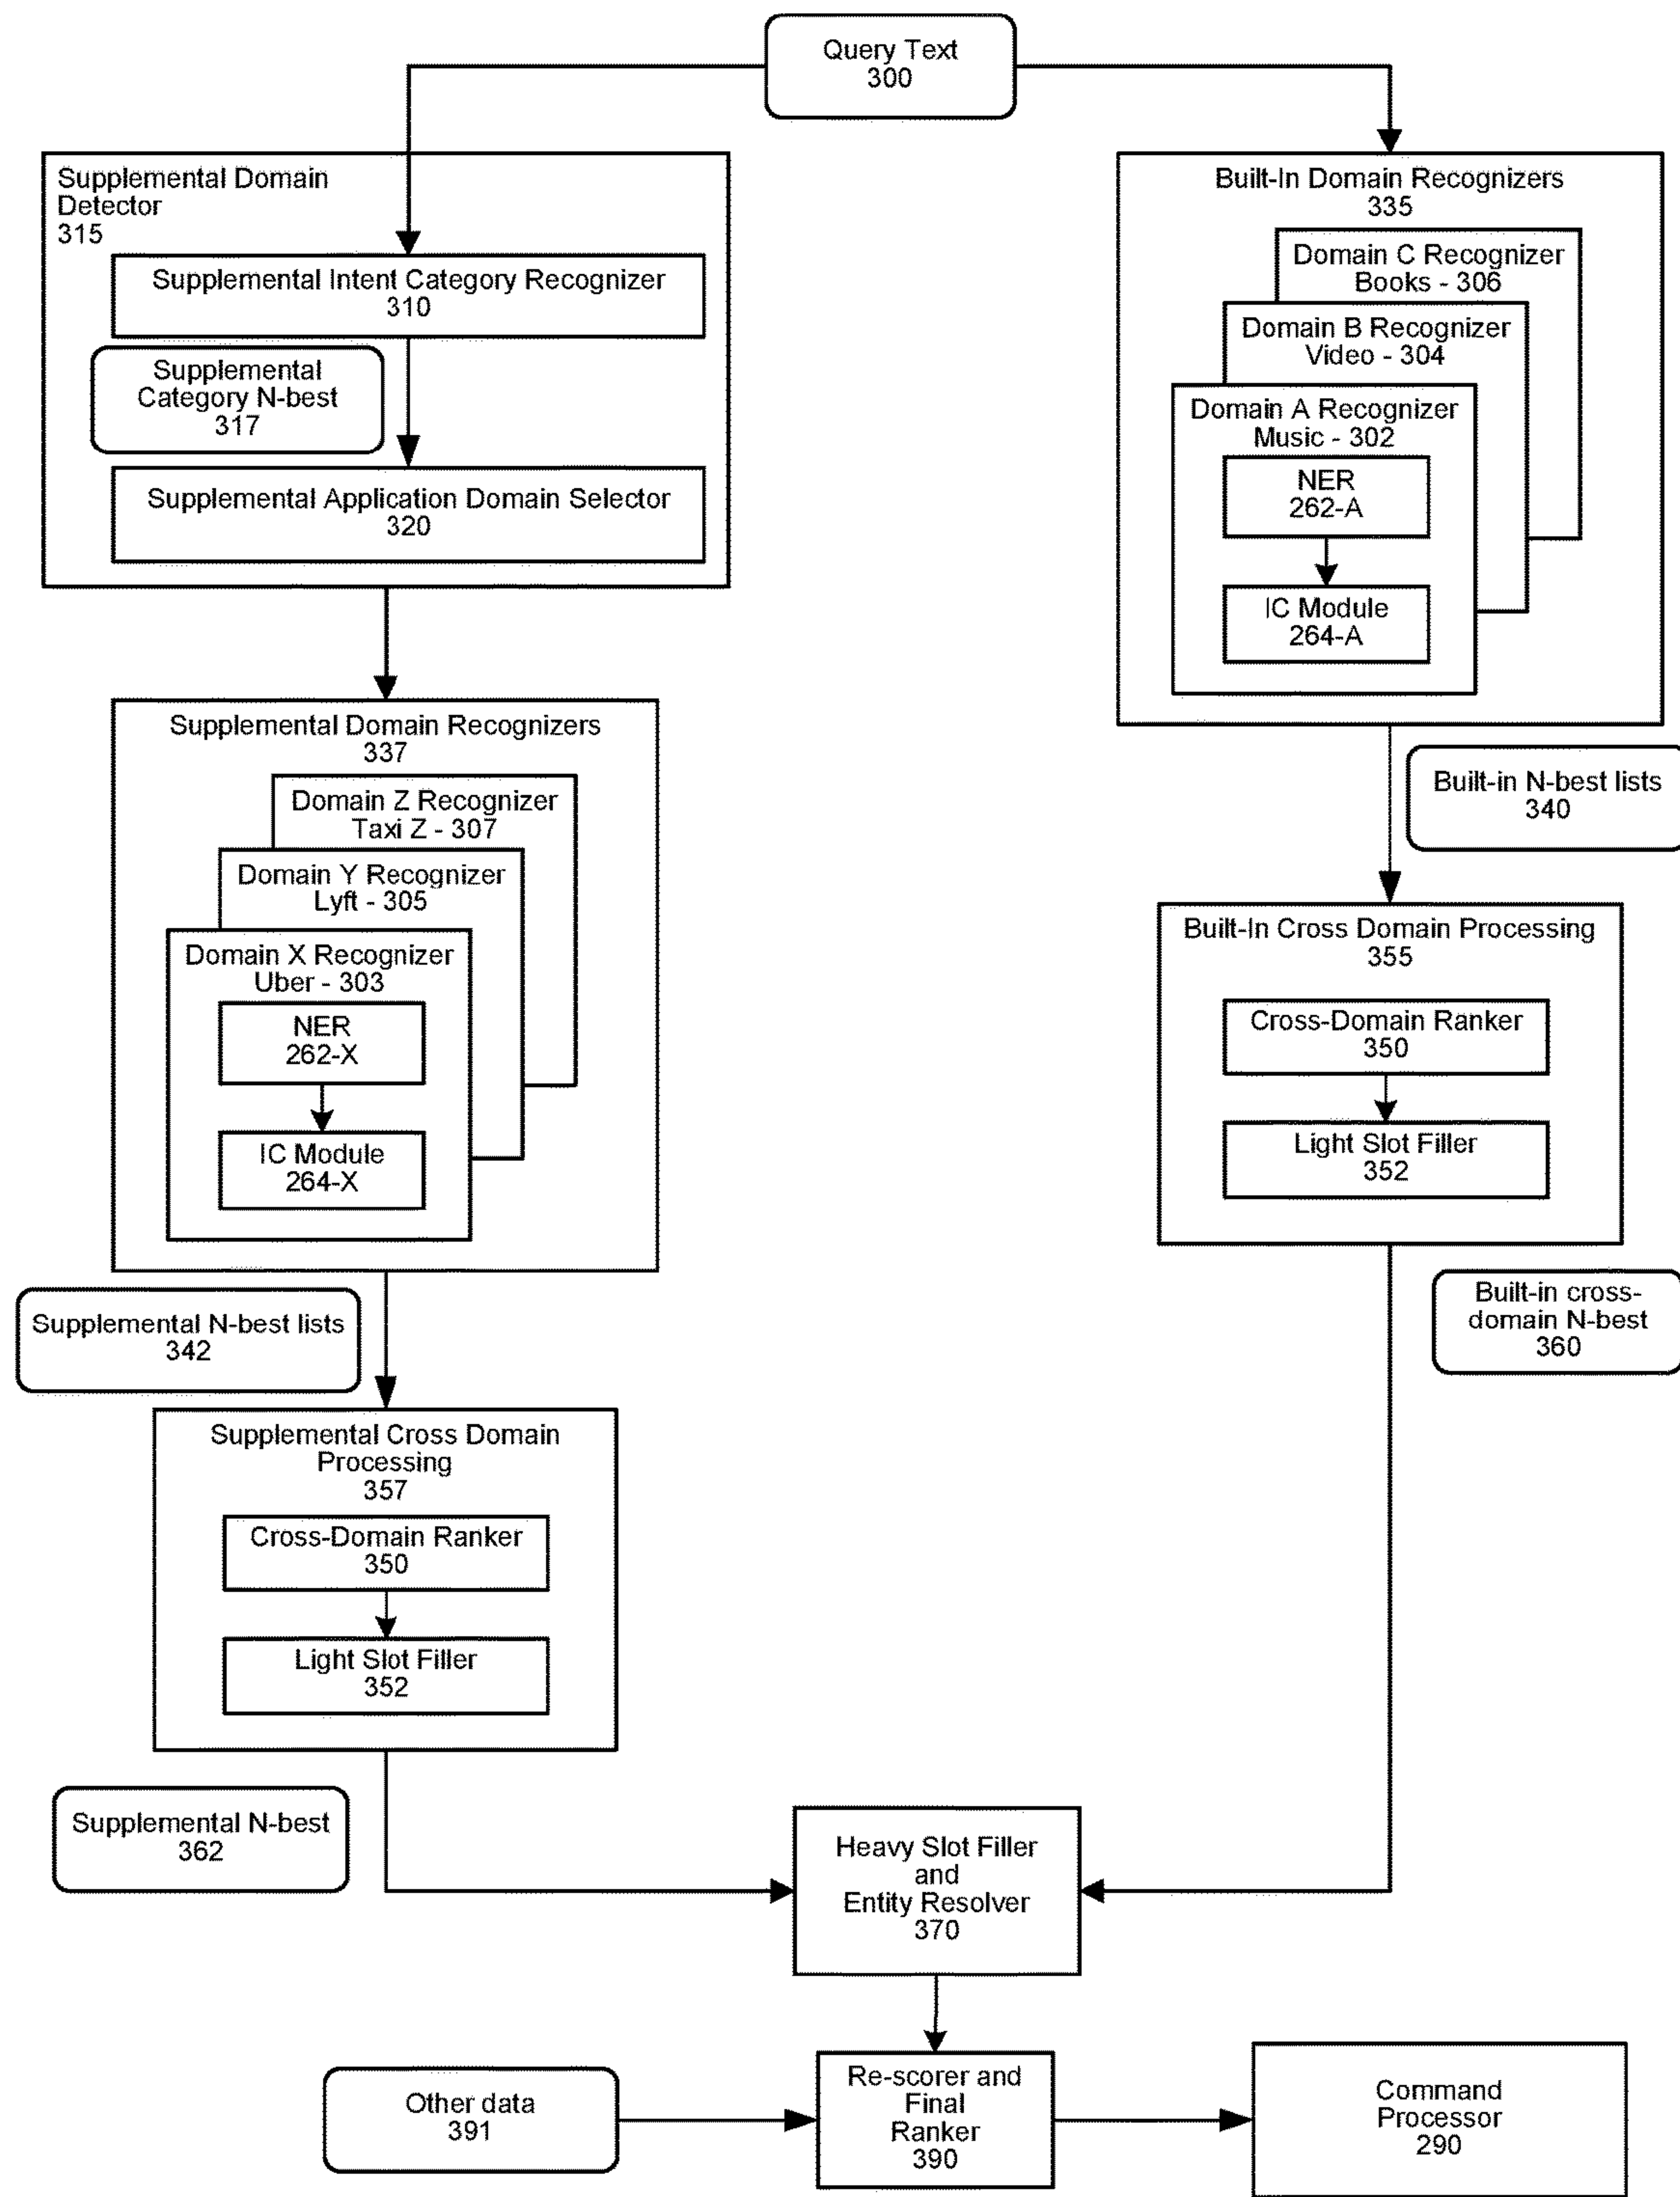 Query Text
300
Supplemental Domain
Detector
315
Supplemental Intent Category Recognizer
310
Supplemental
Category N-best
317
Supplemental Application Domain Selector
320
Built-In Domain Recognizers
335
Domain C Recognizer
Books - 306
Domain B Recognizer
Video - 304
Domain A Recognizer
Music - 302
NER
262-A
IC Module
264-A
Supplemental Domain Recognizers
337
Domain Z Recognizer
Taxi Z - 307
Domain Y Recognizer
Lyft - 305
Domain X Recognizer
Uber - 303
NER
262-X
IC Module
264-X
Built-in N-best lists
340
Built-In Cross Domain Processing
355
Cross-Domain Ranker
350
Light Slot Filler
352
Supplemental N-best lists
342
Built-in cross-
domain N-best
360
Supplemental Cross Domain
Processing
357
Cross-Domain Ranker
350
Light Slot Filler
352
Supplemental N-best
362
Heavy Slot Filler
and
Entity Resolver
370
Other data
391
Re-scorer and
Final
Ranker
390
Command
Processor
290